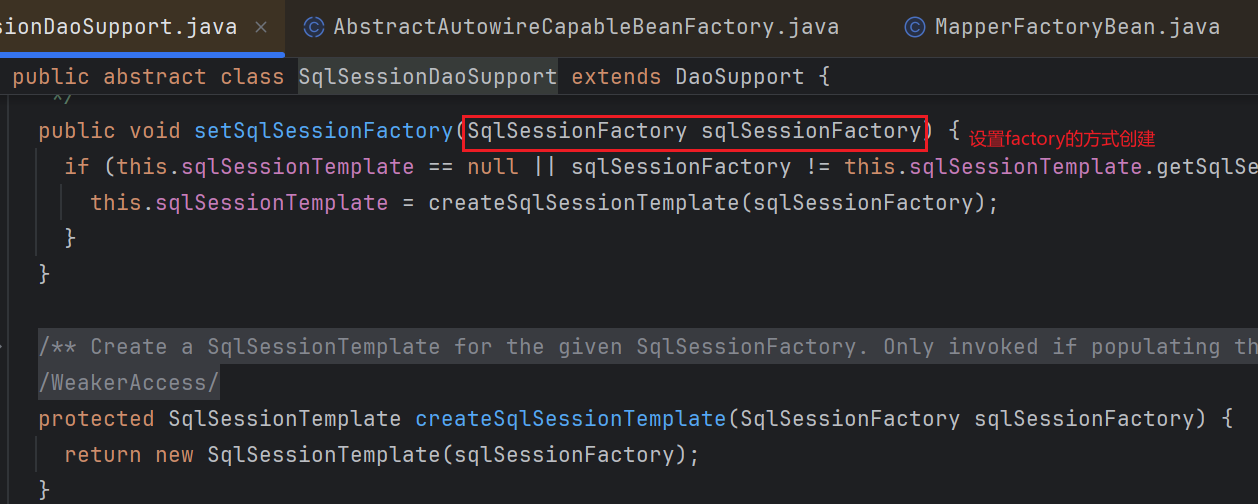 sionDaoSupport.java × AbstractAutowireCapableBeanFactory.java MapperFactoryBean.java
public abstract class SqlSessionDaoSupport extends DaoSupport {
*/
public void setSqlSessionFactory(SqlSessionFactory sqlSessionFactory) { 设置factory的方式创建
if (this.sqlSessionTemplate == null || sqlSessionFactory != this.sqlSessionTemplate.getSqlSe
this.sqlSessionTemplate = createSqlSessionTemplate(sqlSessionFactory);
}
}
/** Create a SqlSessionTemplate for the given SqlSessionFactory. Only invoked if populating th
/WeakerAccess/
protected SqlSessionTemplate createSqlSessionTemplate(SqlSessionFactory sqlSessionFactory) {
return new SqlSessionTemplate(sqlSessionFactory);
}